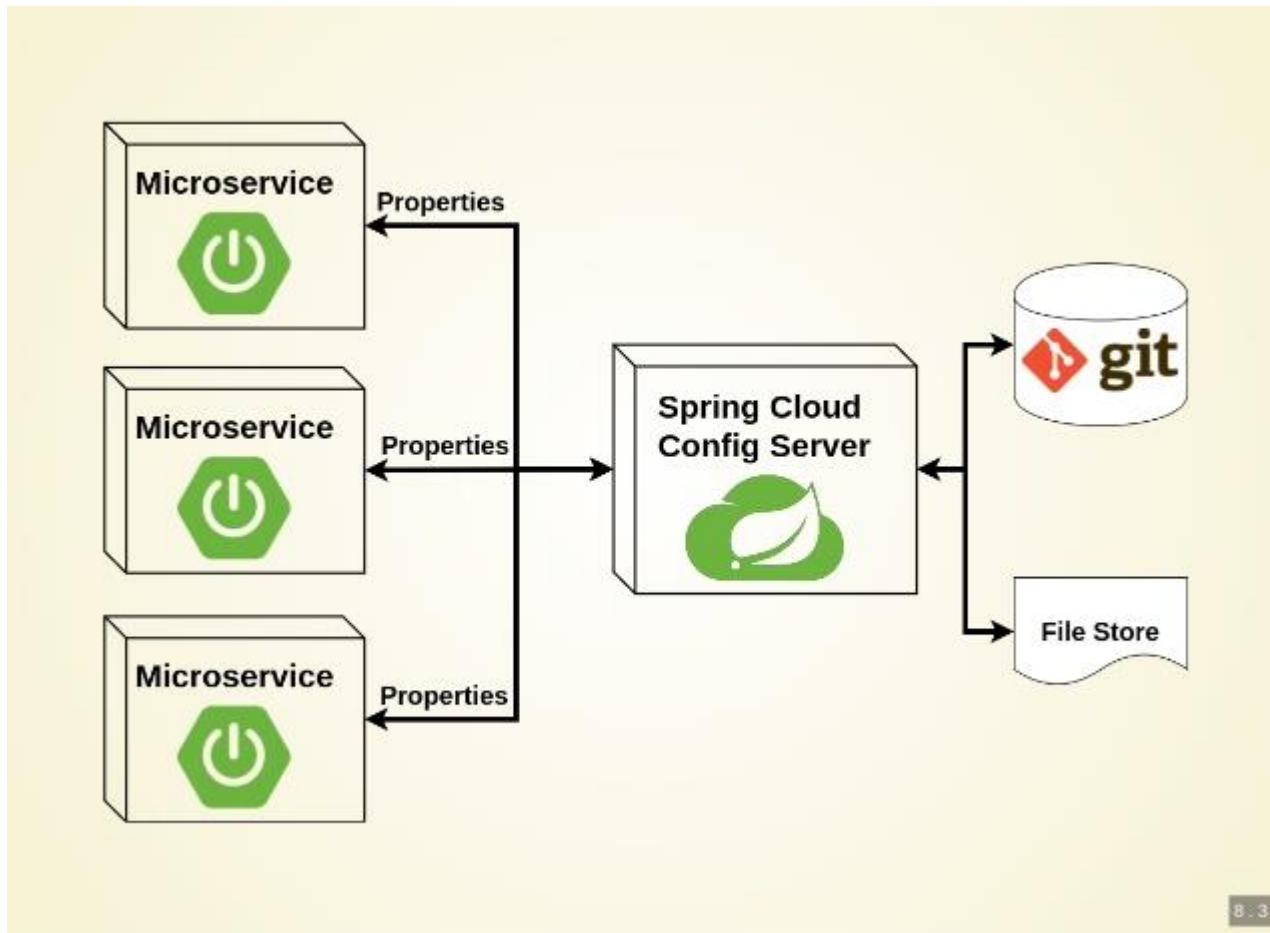 Microservice
Properties
Microservice
Properties
Microservice
Properties
Spring Cloud
Config Server
git
File Store
8.3